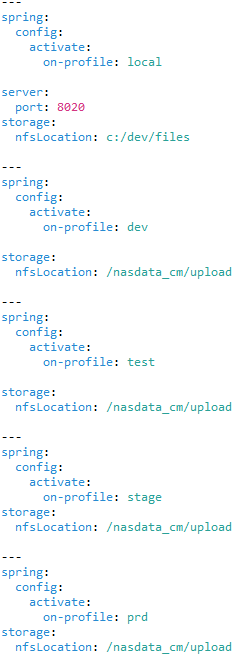 ---
spring:
  config:
    activate:
      on-profile: local

server:
  port: 8020
storage:
  nfsLocation: c:/dev/files

---
spring:
  config:
    activate:
      on-profile: dev

storage:
  nfsLocation: /nasdata_cm/upload

---
spring:
  config:
    activate:
      on-profile: test

storage:
  nfsLocation: /nasdata_cm/upload

---
spring:
  config:
    activate:
      on-profile: stage
storage:
  nfsLocation: /nasdata_cm/upload

---
spring:
  config:
    activate:
      on-profile: prd
storage:
  nfsLocation: /nasdata_cm/upload